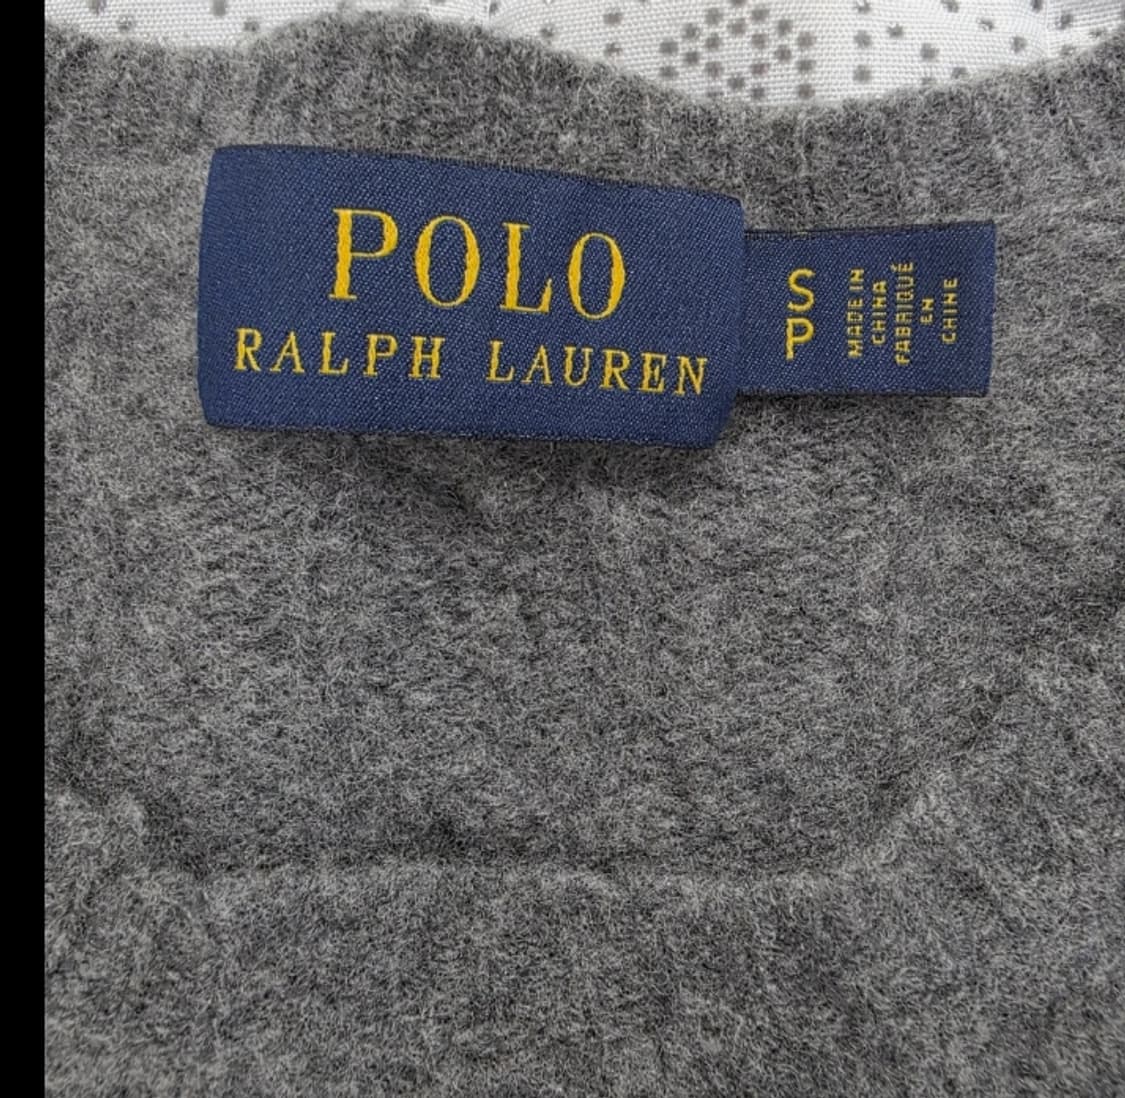 POLO
RALPH LAUREN
S
P
MADE IN
CHINA
FABRIQUÉ
EN
CHINE